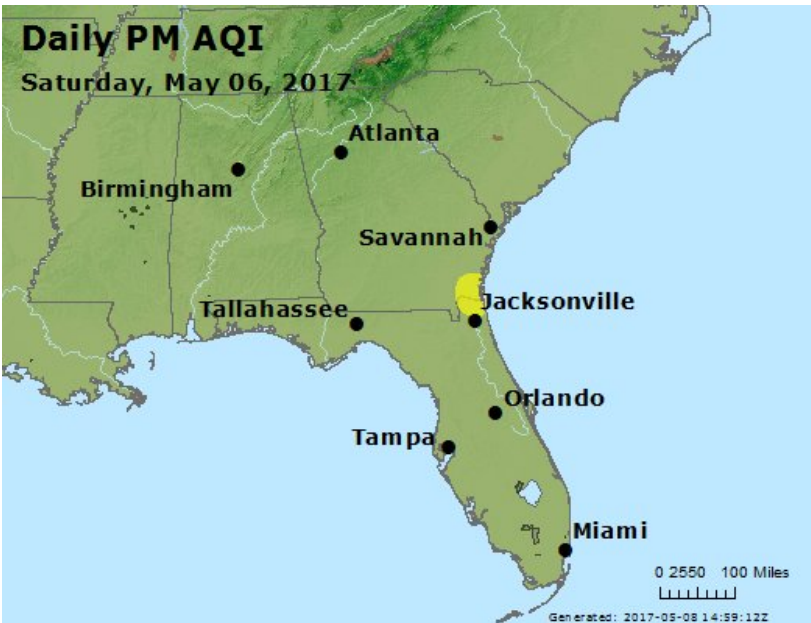 Daily PM AQI
Saturday, May 06, 2017
Atlanta
Birmingham
Savannah
Jacksonville
Tallahassee
Orlando
Tampa
Miami
0 2550 100 Miles
Generated: 2017-05-08 14:59:12Z